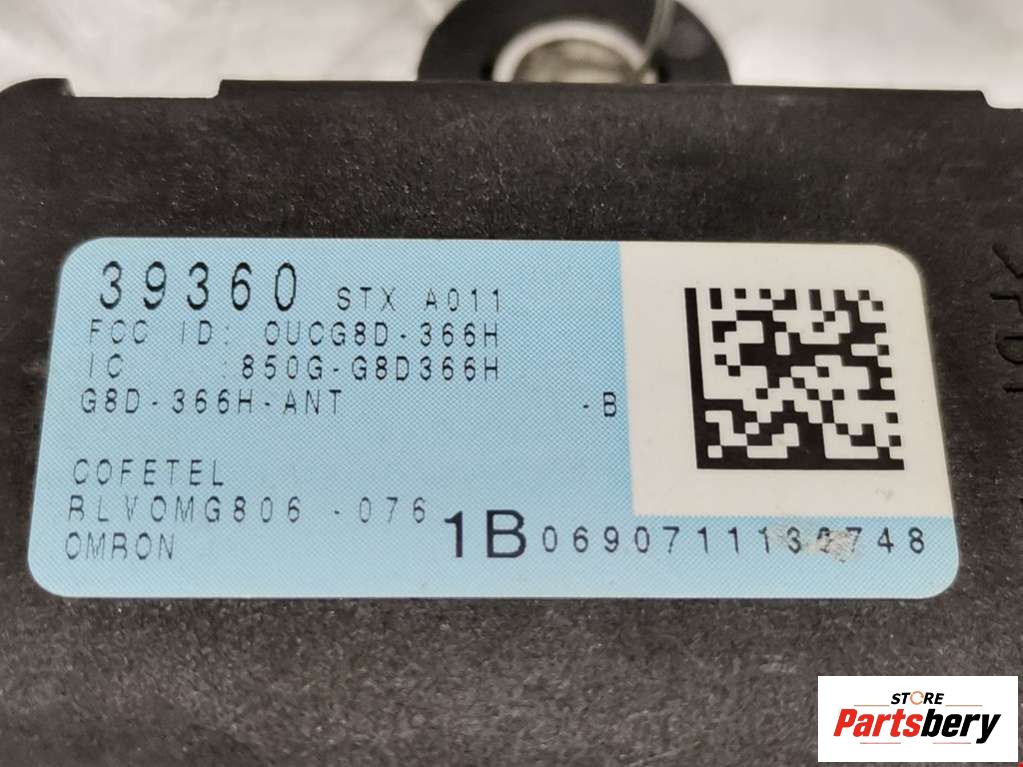 39360 STX A011
FCC ID: OUCG8D-366H
IC :850G-G8D366H
G8D-366H-ANT -B
COFETEL
RLVOMG806-076
OMRON
1B
STORE
Partsbery